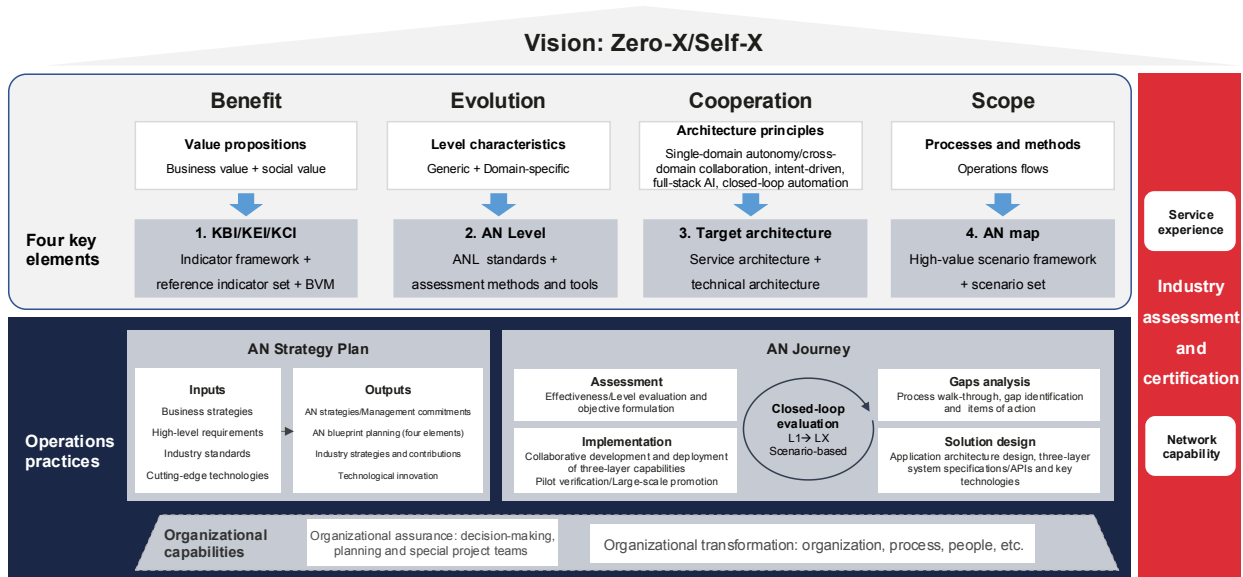 Vision: Zero-X/Self-X
Benefit
Evolution
Cooperation
Scope
Value propositions
Business value + social value
Level characteristics
Generic + Domain-specific
Architecture principles
Single-domain autonomy/cross-
domain collaboration, intent-driven,
full-stack AI, closed-loop automation
Processes and methods
Operations flows
Four key
elements
1. KBI/KEI/KCI
Indicator framework +
reference indicator set + BVM
2. AN Level
ANL standards +
assessment methods and tools
3. Target architecture
Service architecture +
technical architecture
4. AN map
High-value scenario framework
+ scenario set
Operations
practices
AN Strategy Plan
Inputs
Business strategies
High-level requirements
Industry standards
Cutting-edge technologies
Outputs
AN strategies/Management commitments
AN blueprint planning (four elements)
Industry strategies and contributions
Technological innovation
AN Journey
Assessment
Effectiveness/Level evaluation and
objective formulation
Implementation
Collaborative development and deployment
of three-layer capabilities
Pilot verification/Large-scale promotion
Closed-loop
evaluation
L1→ LX
Scenario-based
Gaps analysis
Process walk-through, gap identification
and items of action
Solution design
Application architecture design, three-layer
system specifications/APIs and key
technologies
Organizational
capabilities
Organizational assurance: decision-making,
planning and special project teams
Organizational transformation: organization, process, people, etc.
Service
experience
Industry
assessment
and
certification
Network
capability